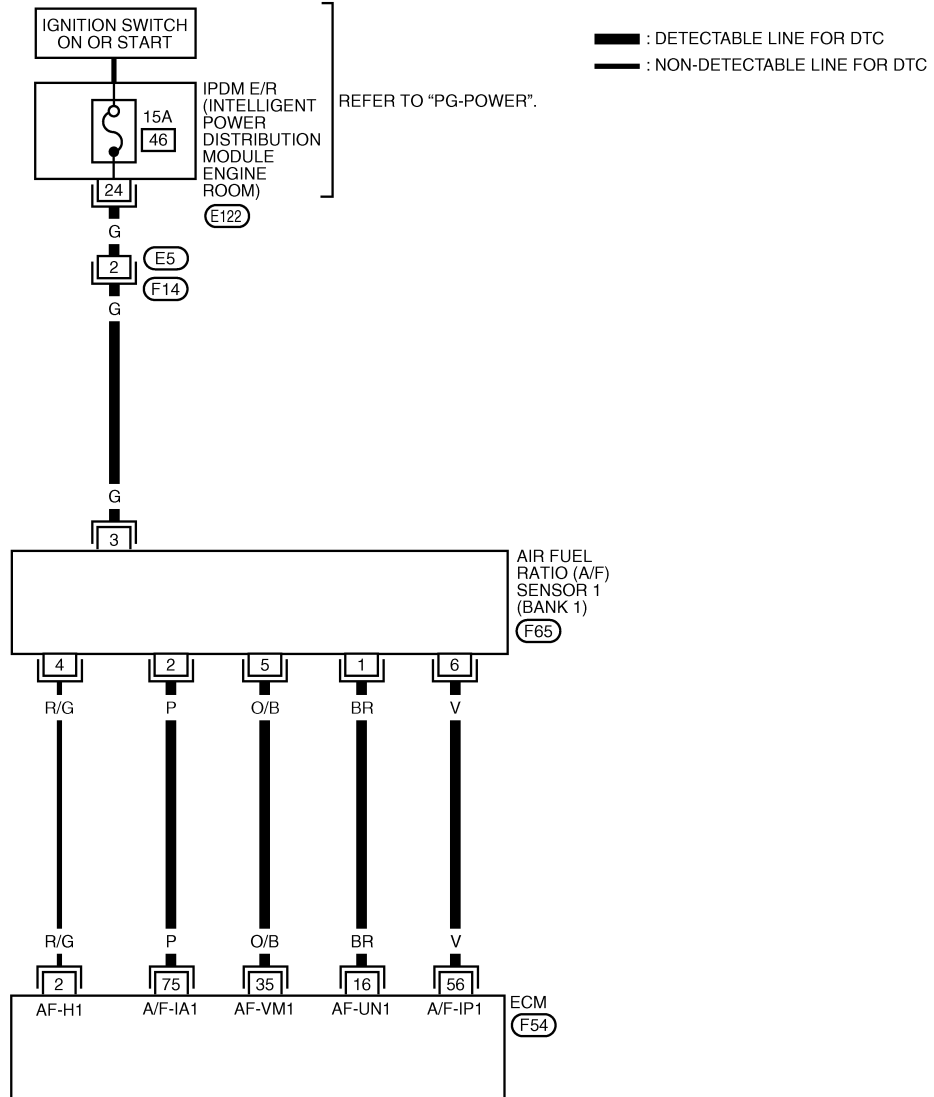 IGNITION SWITCH
ON OR START
: DETECTABLE LINE FOR DTC
: NON-DETECTABLE LINE FOR DTC
IPDM E/R
(INTELLIGENT
POWER
DISTRIBUTION
MODULE
ENGINE
ROOM)
REFER TO “PG-POWER”.
15A
46
24
E122
G
2
E5
F14
G
G
3
AIR FUEL
RATIO (A/F)
SENSOR 1
(BANK 1)
F65
4 2 5 1 6
R/G P O/B BR V
R/G P O/B BR V
2 75 35 16 56
AF-H1 A/F-IA1 AF-VM1 AF-UN1 A/F-IP1
ECM
F54